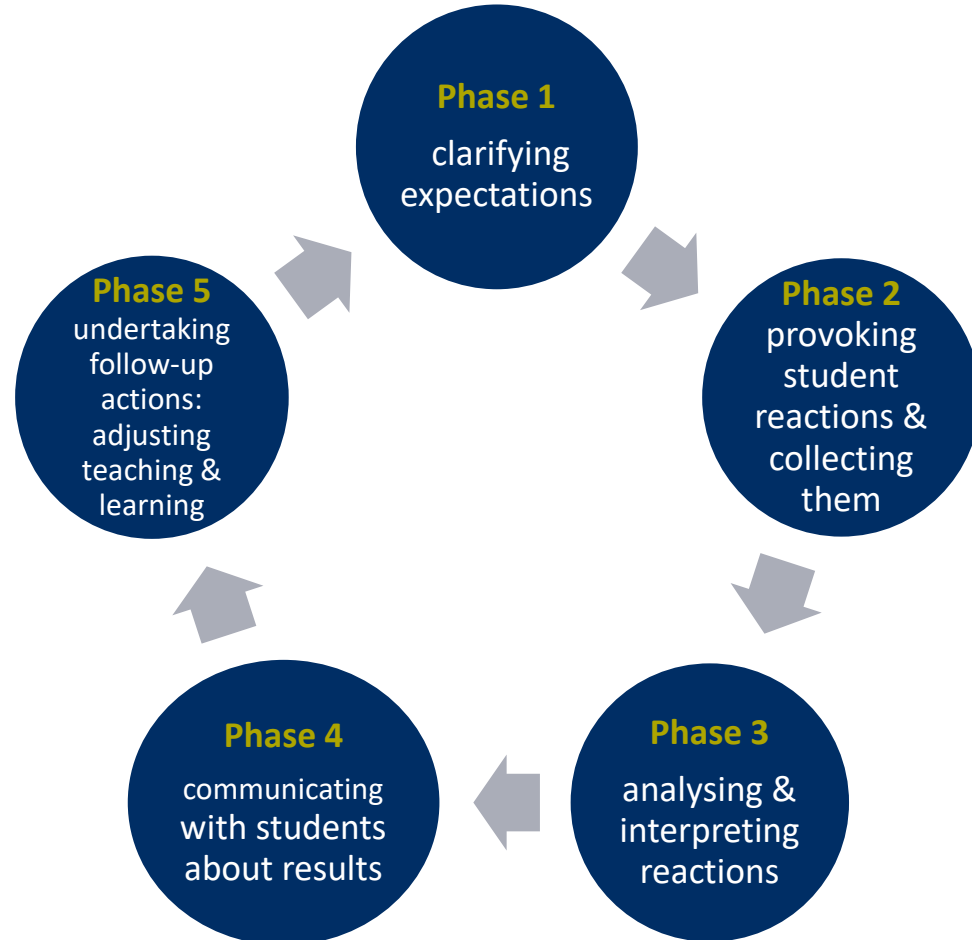 Phase 1
clarifying
expectations
Phase 2
provoking
student
reactions &
collecting
them
Phase 3
analysing &
interpreting
reactions
Phase 4
communicating
with students
about results
Phase 5
undertaking
follow-up
actions:
adjusting
teaching &
learning